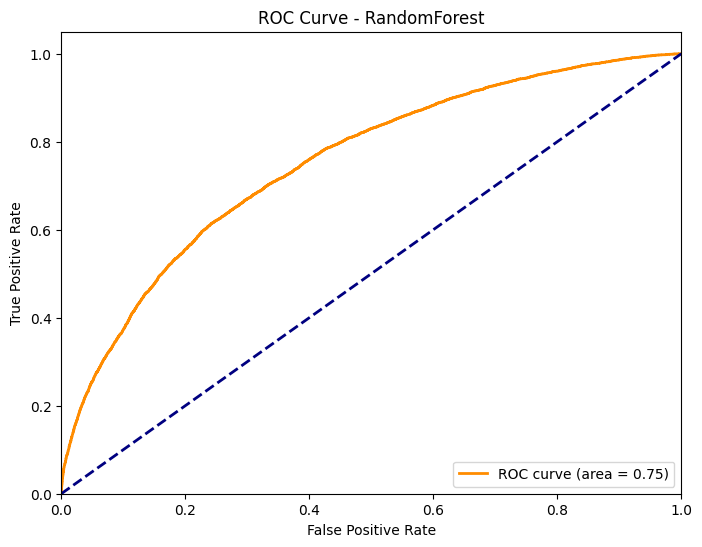 ROC Curve - RandomForest
True Positive Rate
1.0
0.8
0.6
0.4
0.2
0.0
ROC curve (area = 0.75)
0.0 0.2 0.4 0.6 0.8 1.0
False Positive Rate